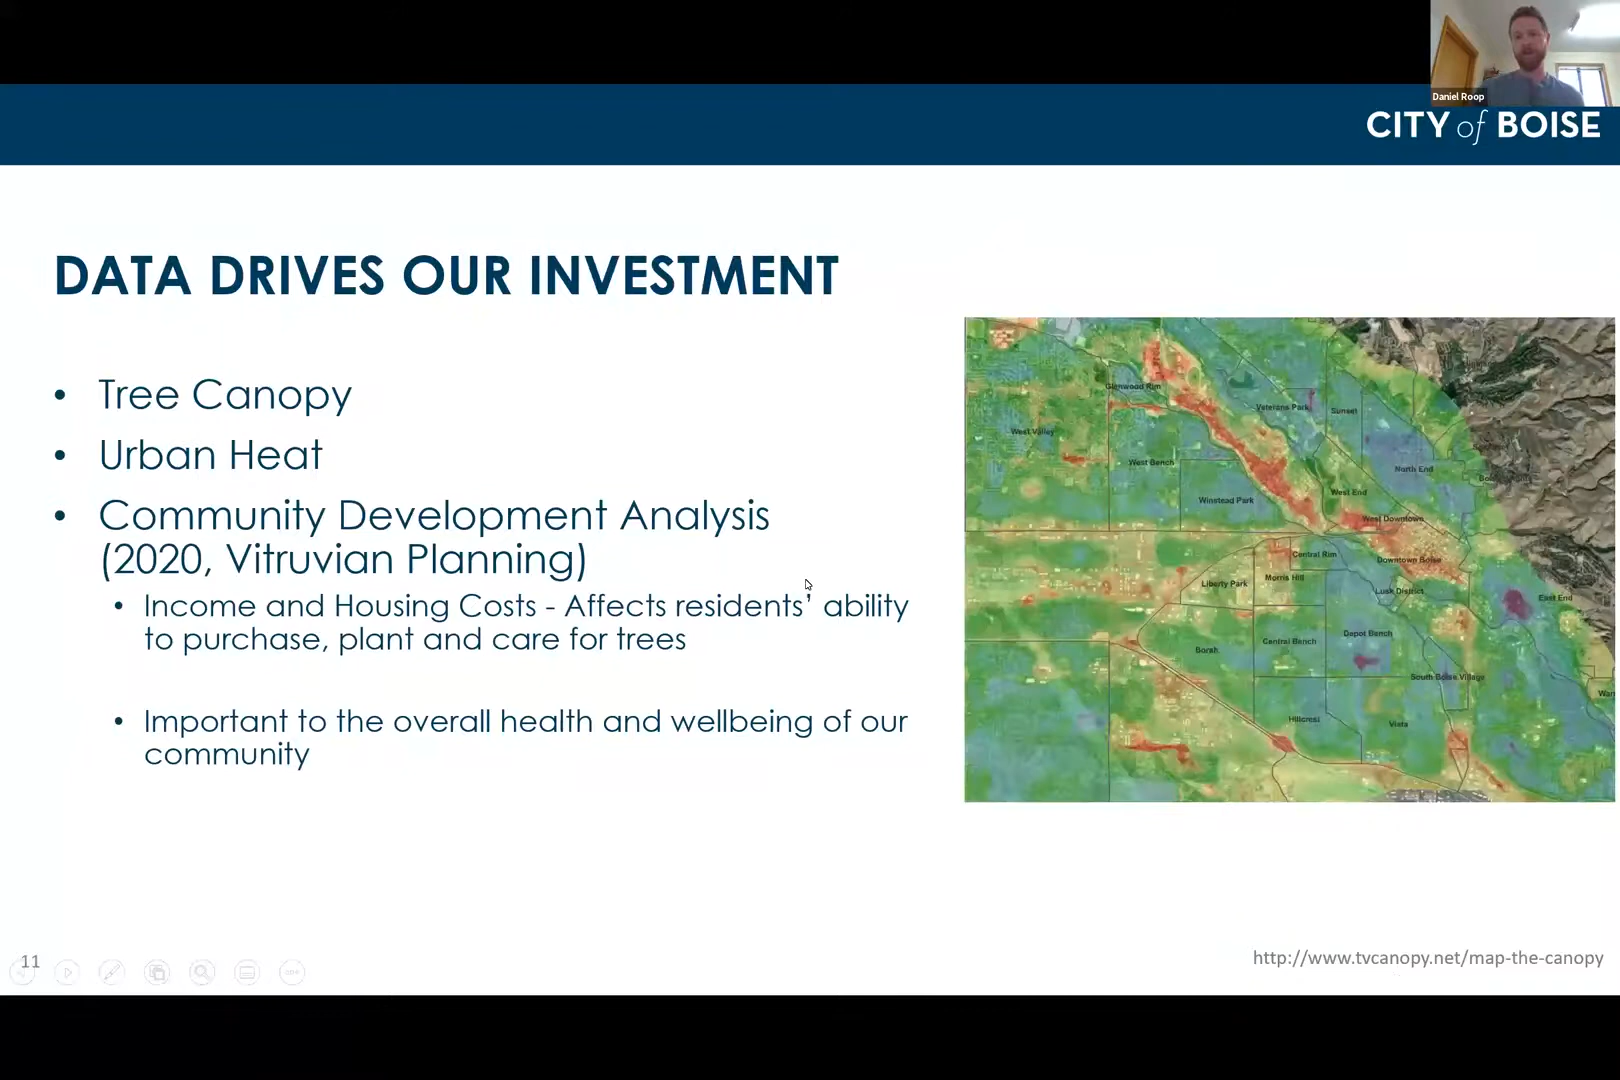 Daniel Roop
CITY of BOISE
DATA DRIVES OUR INVESTMENT
• Tree Canopy
• Urban Heat
• Community Development Analysis
(2020, Vitruvian Planning)
• Income and Housing Costs - Affects residents' ability
to purchase, plant and care for trees
• Important to the overall health and wellbeing of our
community
Glenwood Rim
Veterans Park
Sunset
West Valley
West Bench
North End
Winstead Park
West End
West Downtown
Central Rim
Downtown Boise
Liberty Park
Morris Hill
Lusk District
East End
Central Bench
Depot Bench
Borah
South Boise Village
Hillcrest
Vista
11
http://www.tvcanopy.net/map-the-canopy